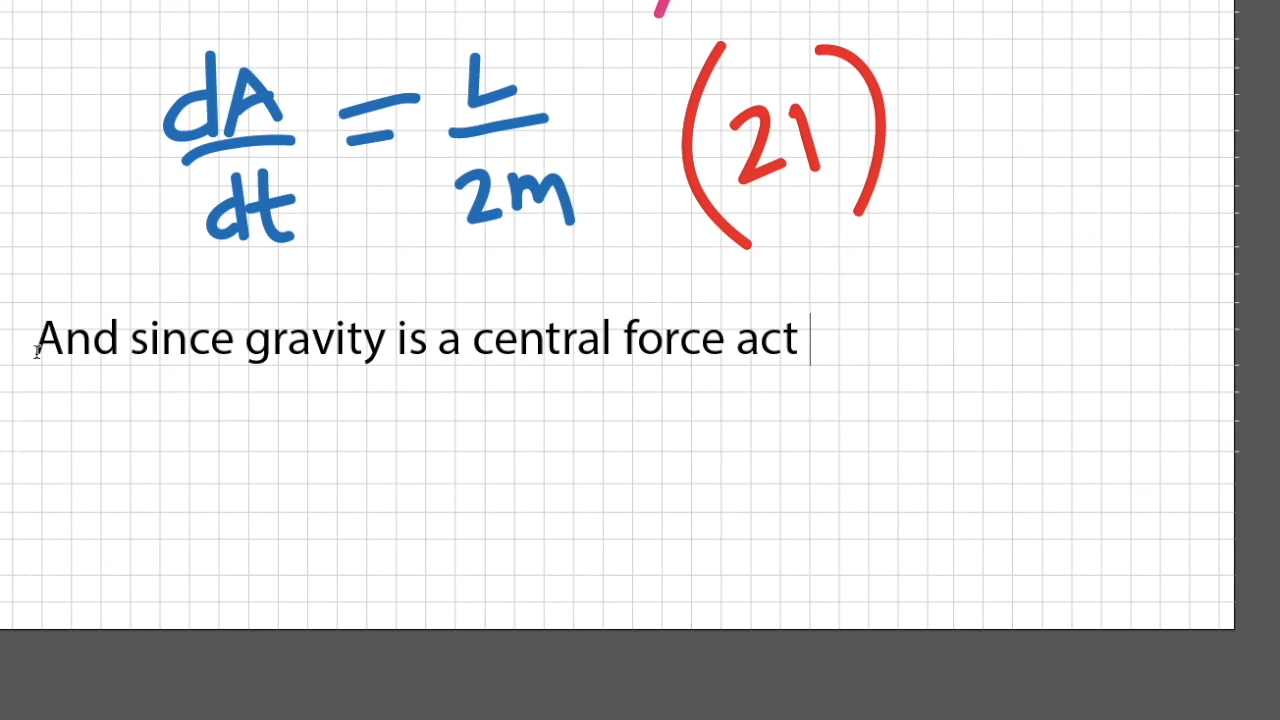 dA/dt = L/2m (21)
And since gravity is a central force act